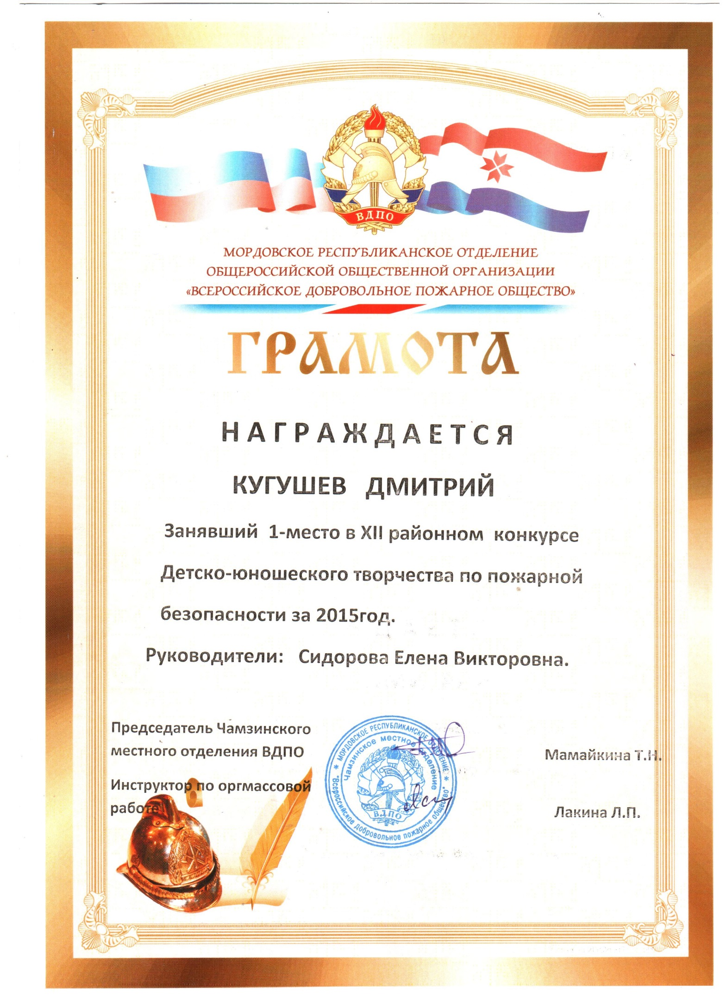 ВДПО
МОРДОВСКОЕ РЕСПУБЛИКАНСКОЕ ОТДЕЛЕНИЕ
ОБЩЕРОССИЙСКОЙ ОБЩЕСТВЕННОЙ ОРГАНИЗАЦИИ
«ВСЕРОССИЙСКОЕ ДОБРОВОЛЬНОЕ ПОЖАРНОЕ ОБЩЕСТВО»
ГРАМОТА
НАГРАЖДАЕТСЯ
КУГУШЕВ ДМИТРИЙ
Занявший 1-место в XII районном конкурсе
Детско-юношеского творчества по пожарной
безопасности за 2015год.
Руководители: Сидорова Елена Викторовна.
Председатель Чамзинского
местного отделения ВДПО
Мамайкина Т.Н.
Инструктор по оргмассовой
работе
Лакина Л.П.
* МОРДОВСКОЕ РЕСПУБЛИКАНСКОЕ ОТДЕЛЕНИЕ *
"Всероссийское добровольное пожарное общество"
Чамзинское местное отделение
ВДПО